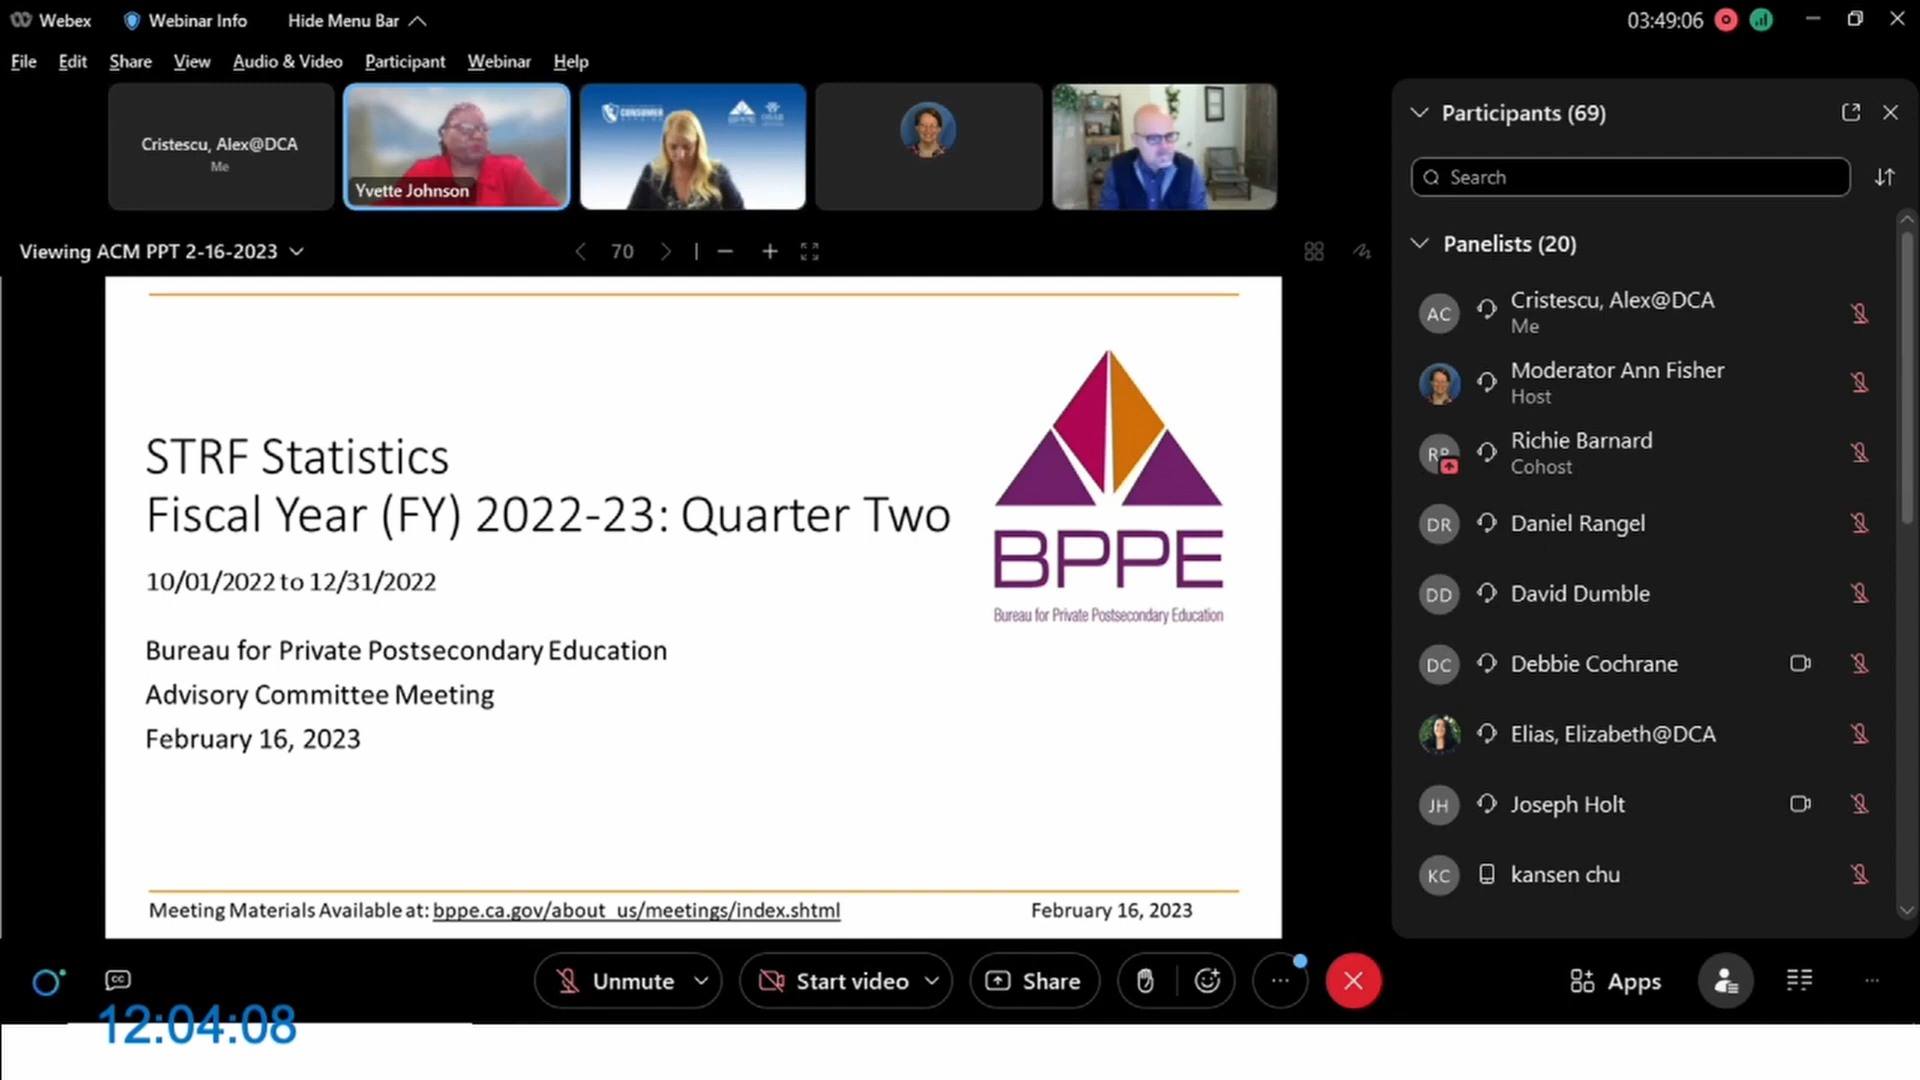 Webex
Webinar Info
Hide Menu Bar
03:49:06
File Edit Share View Audio & Video Participant Webinar Help
Cristescu, Alex@DCA
Me
Yvette Johnson
CONSUMER
BPPE
Viewing ACM PPT 2-16-2023
70
STRF Statistics
Fiscal Year (FY) 2022-23: Quarter Two
10/01/2022 to 12/31/2022
Bureau for Private Postsecondary Education
Advisory Committee Meeting
February 16, 2023
BPPE
Bureau for Private Postsecondary Education
Meeting Materials Available at: bppe.ca.gov/about_us/meetings/index.shtml
February 16, 2023
Participants (69)
Search
Panelists (20)
AC
Cristescu, Alex@DCA
Me
Moderator Ann Fisher
Host
Richie Barnard
Cohost
DR
Daniel Rangel
DD
David Dumble
DC
Debbie Cochrane
Elias, Elizabeth@DCA
JH
Joseph Holt
KC
kansen chu
CC
Unmute
Start video
Share
Apps
12:04:08